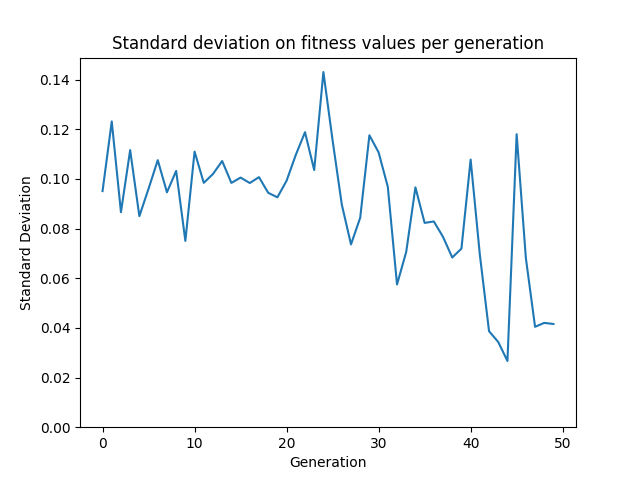 Standard deviation on fitness values per generation
0.14
0.12
0.10
0.08
0.06
0.04
0.02
0.00
Standard Deviation
0 10 20 30 40 50
Generation